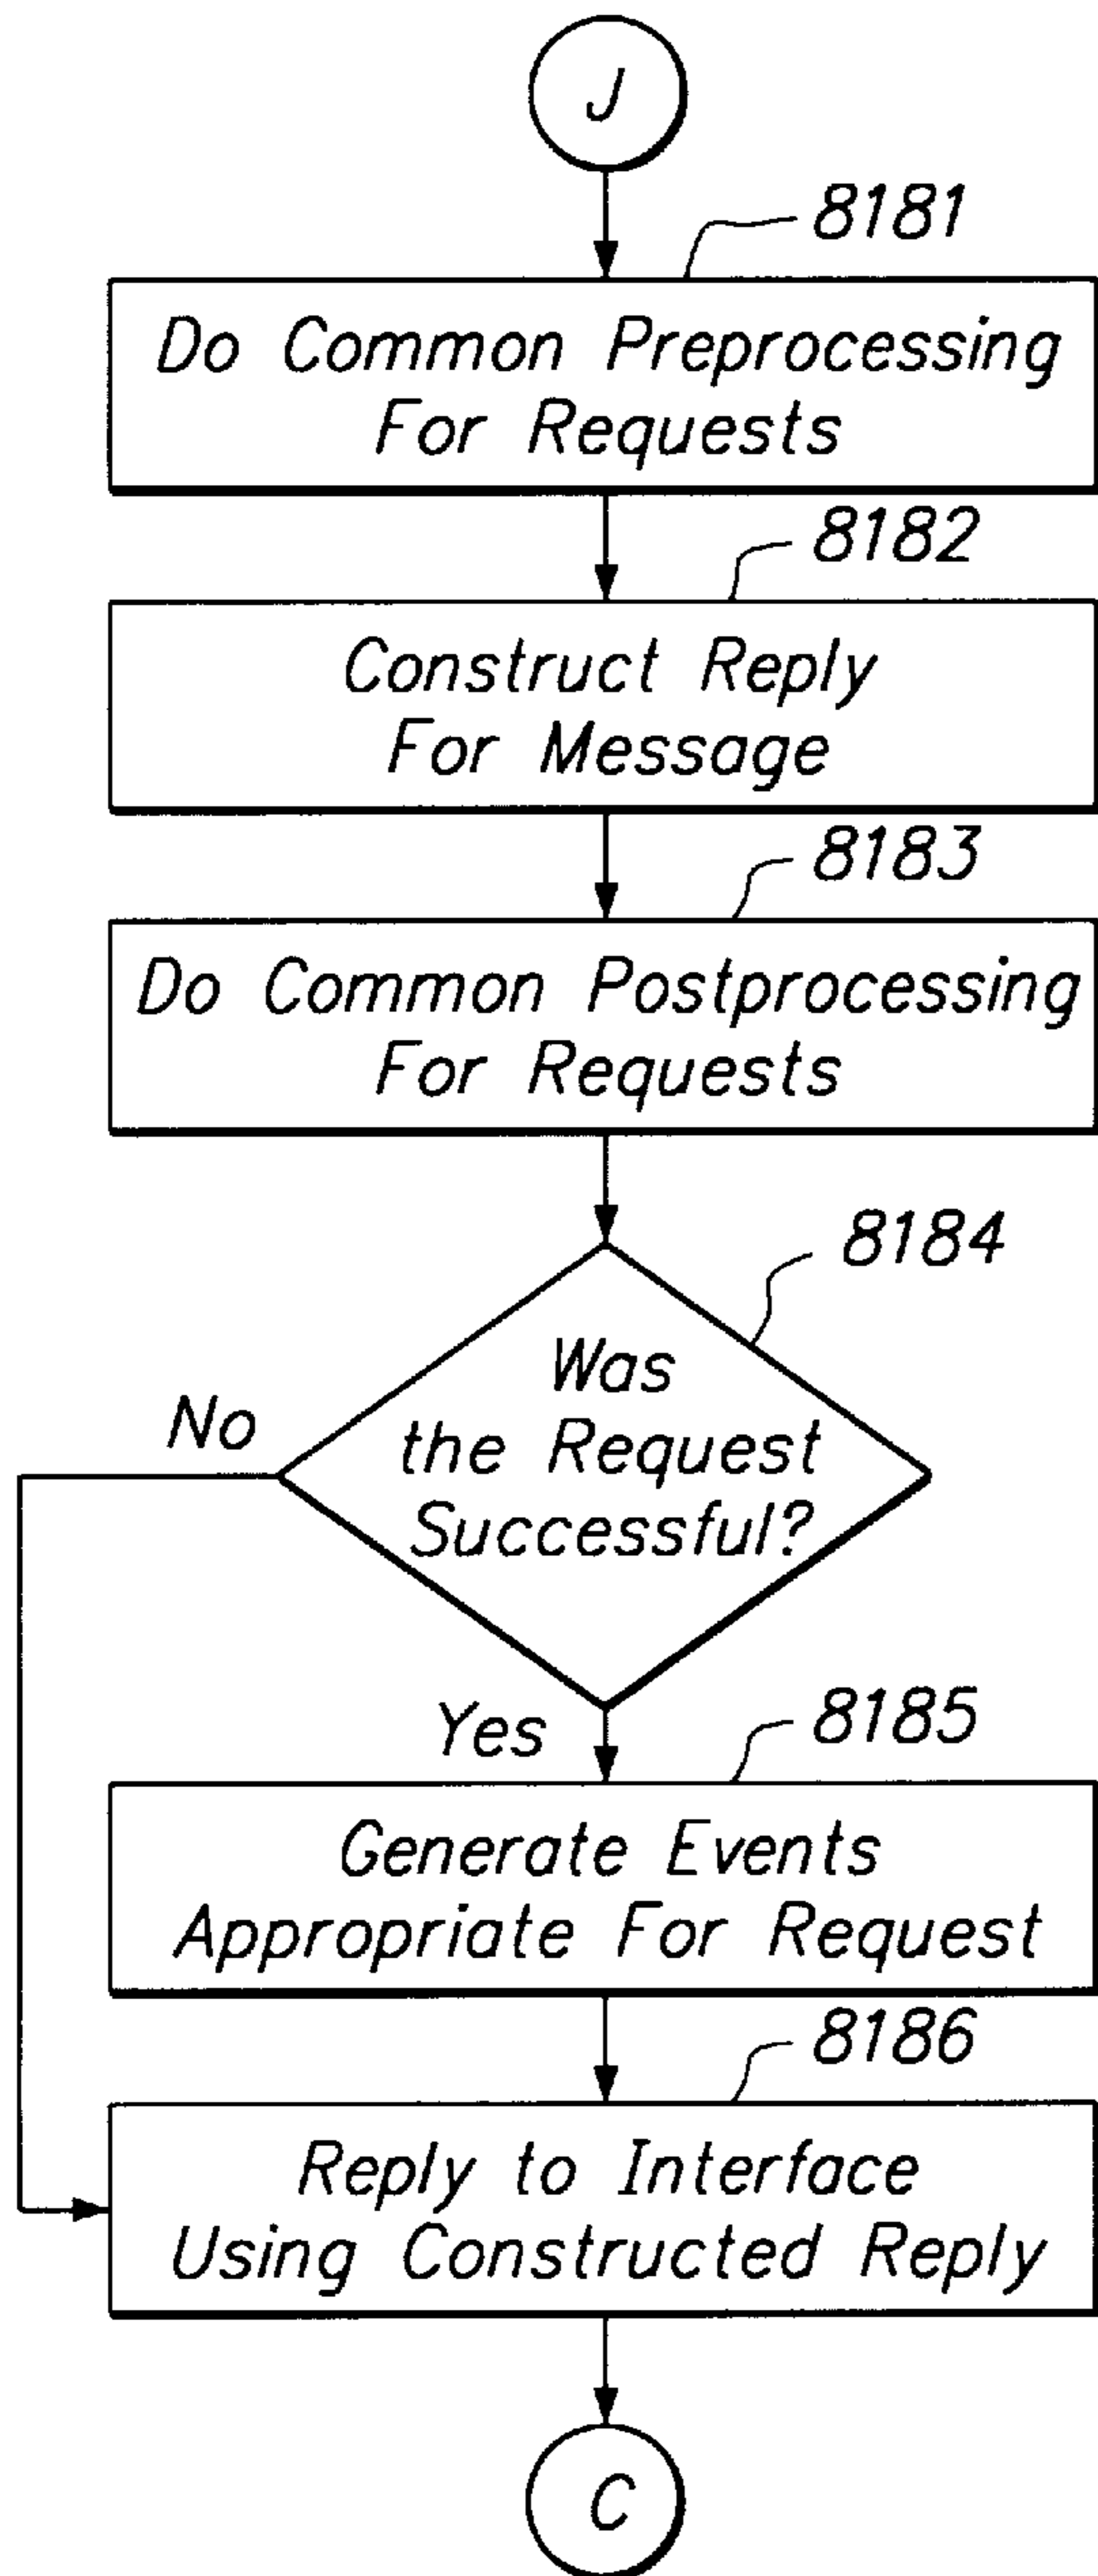 J
8181
Do Common Preprocessing
For Requests
8182
Construct Reply
For Message
8183
Do Common Postprocessing
For Requests
8184
Was
the Request
Successful?
No
Yes
8185
Generate Events
Appropriate For Request
8186
Reply to Interface
Using Constructed Reply
C